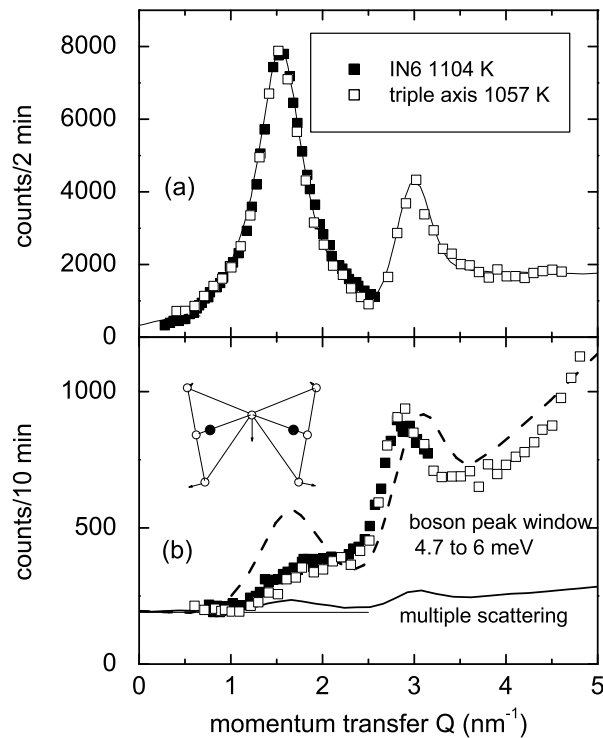 8000
6000
4000
2000
0
counts/2 min
IN6 1104 K
triple axis 1057 K
(a)
1000
500
0
counts/10 min
(b)
boson peak window
4.7 to 6 meV
multiple scattering
0 1 2 3 4 5
momentum transfer Q (nm⁻¹)